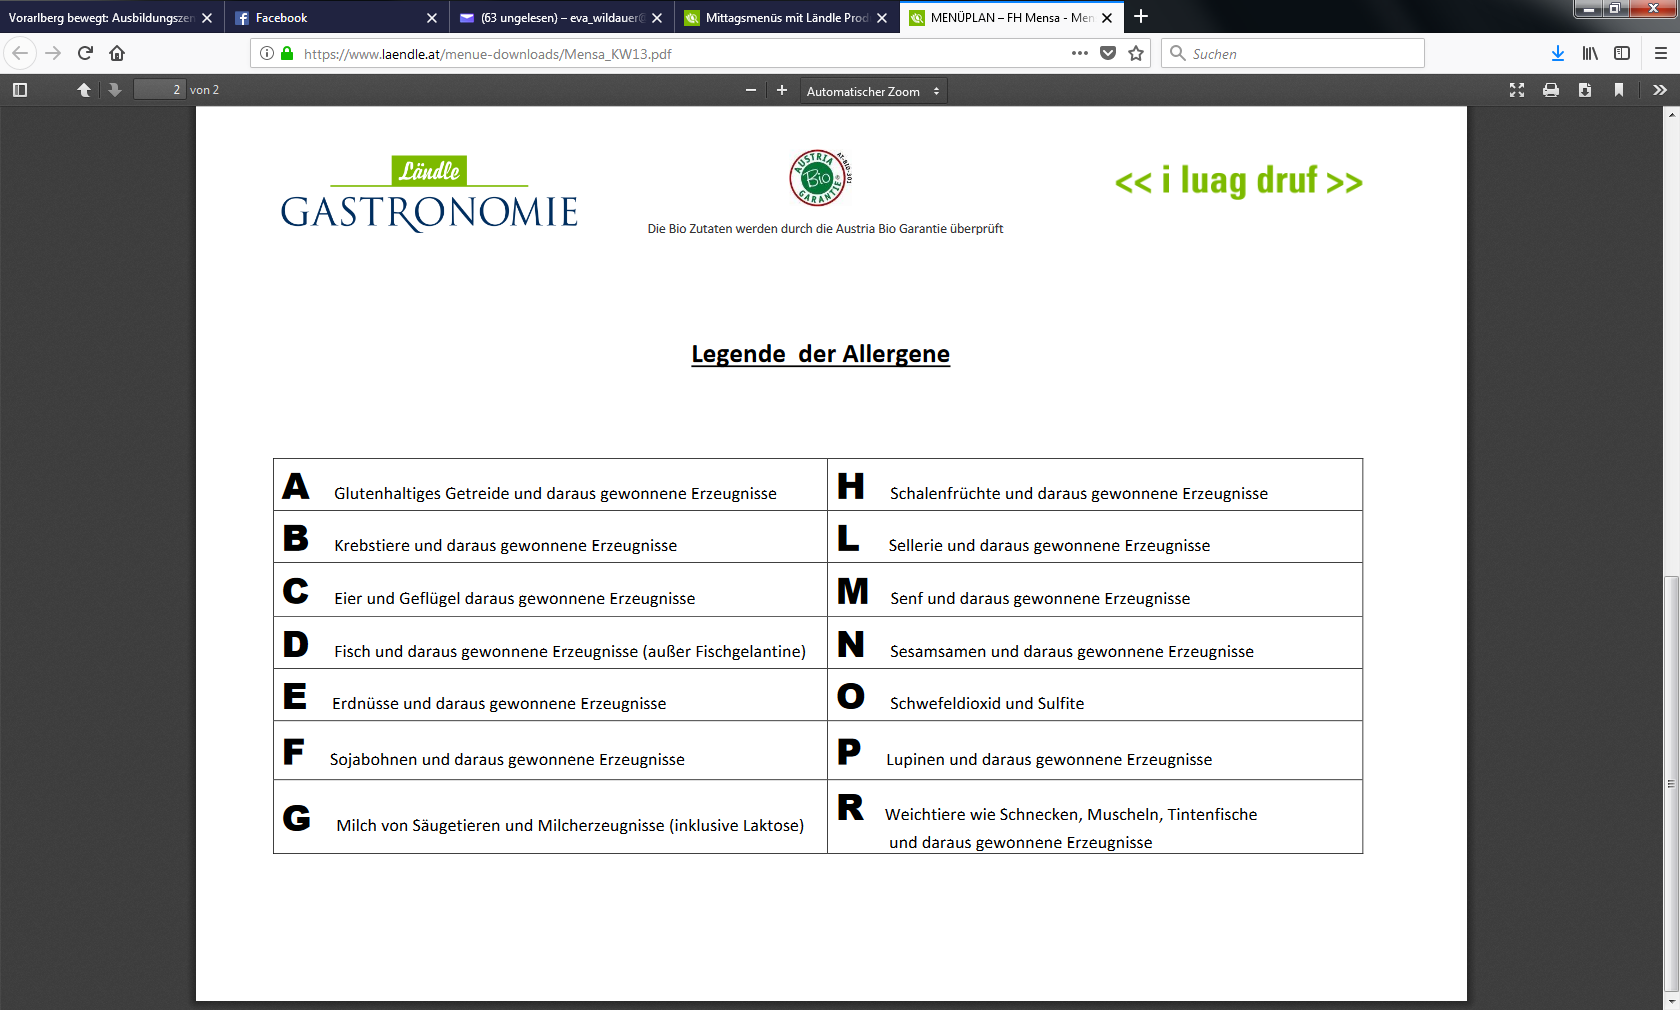 Vorarlberg bewegt: Ausbildungszen
Facebook
(63 ungelesen) – eva_wildauer@
Mittagsmenüs mit Ländle Prod
MENÜPLAN – FH Mensa - Men
https://www.laendle.at/menue-downloads/Mensa_KW13.pdf
Suchen
2 von 2
Automatischer Zoom
Ländle
GASTRONOMIE
AUSTRIA
Bio
GARANTIE
AT-BIO-301
Die Bio Zutaten werden durch die Austria Bio Garantie überprüft
<< i luag druf >>
Legende der Allergene
A Glutenhaltiges Getreide und daraus gewonnene Erzeugnisse
H Schalenfrüchte und daraus gewonnene Erzeugnisse
B Krebstiere und daraus gewonnene Erzeugnisse
L Sellerie und daraus gewonnene Erzeugnisse
C Eier und Geflügel daraus gewonnene Erzeugnisse
M Senf und daraus gewonnene Erzeugnisse
D Fisch und daraus gewonnene Erzeugnisse (außer Fischgelantine)
N Sesamsamen und daraus gewonnene Erzeugnisse
E Erdnüsse und daraus gewonnene Erzeugnisse
O Schwefeldioxid und Sulfite
F Sojabohnen und daraus gewonnene Erzeugnisse
P Lupinen und daraus gewonnene Erzeugnisse
G Milch von Säugetieren und Milcherzeugnisse (inklusive Laktose)
R Weichtiere wie Schnecken, Muscheln, Tintenfische
und daraus gewonnene Erzeugnisse